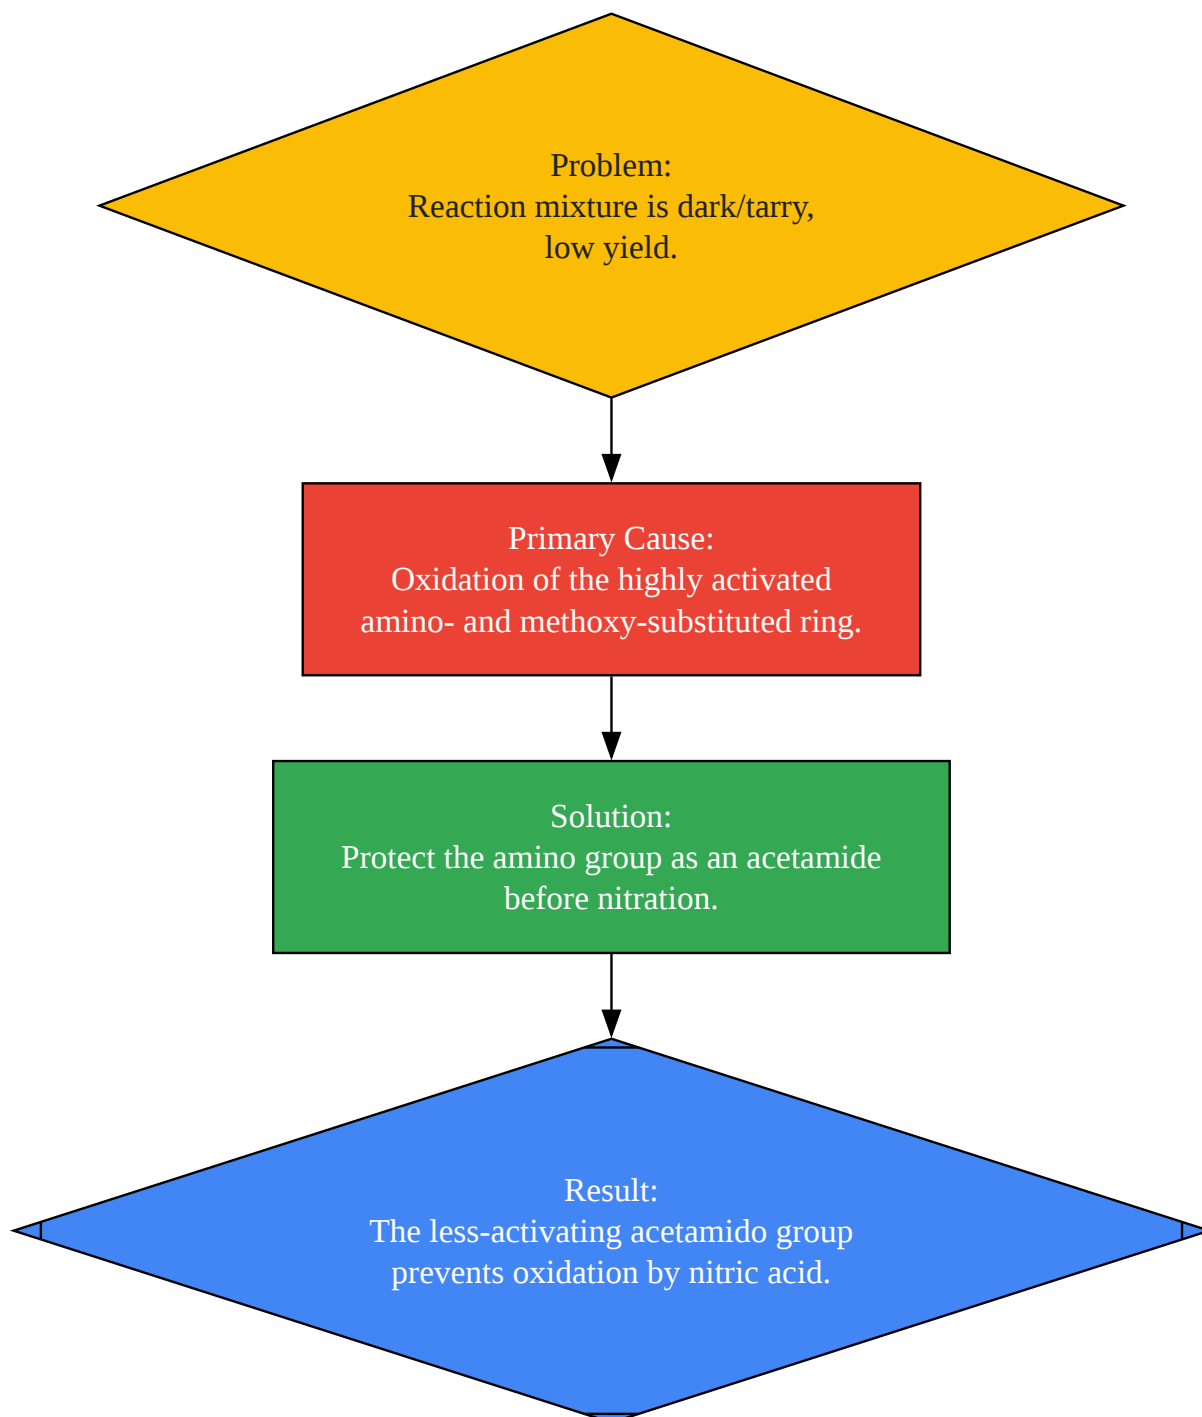 Problem:
Reaction mixture is dark/tarry,
low yield.
Primary Cause:
Oxidation of the highly activated
amino- and methoxy-substituted ring.
Solution:
Protect the amino group as an acetamide
before nitration.
Result:
The less-activating acetamido group
prevents oxidation by nitric acid.